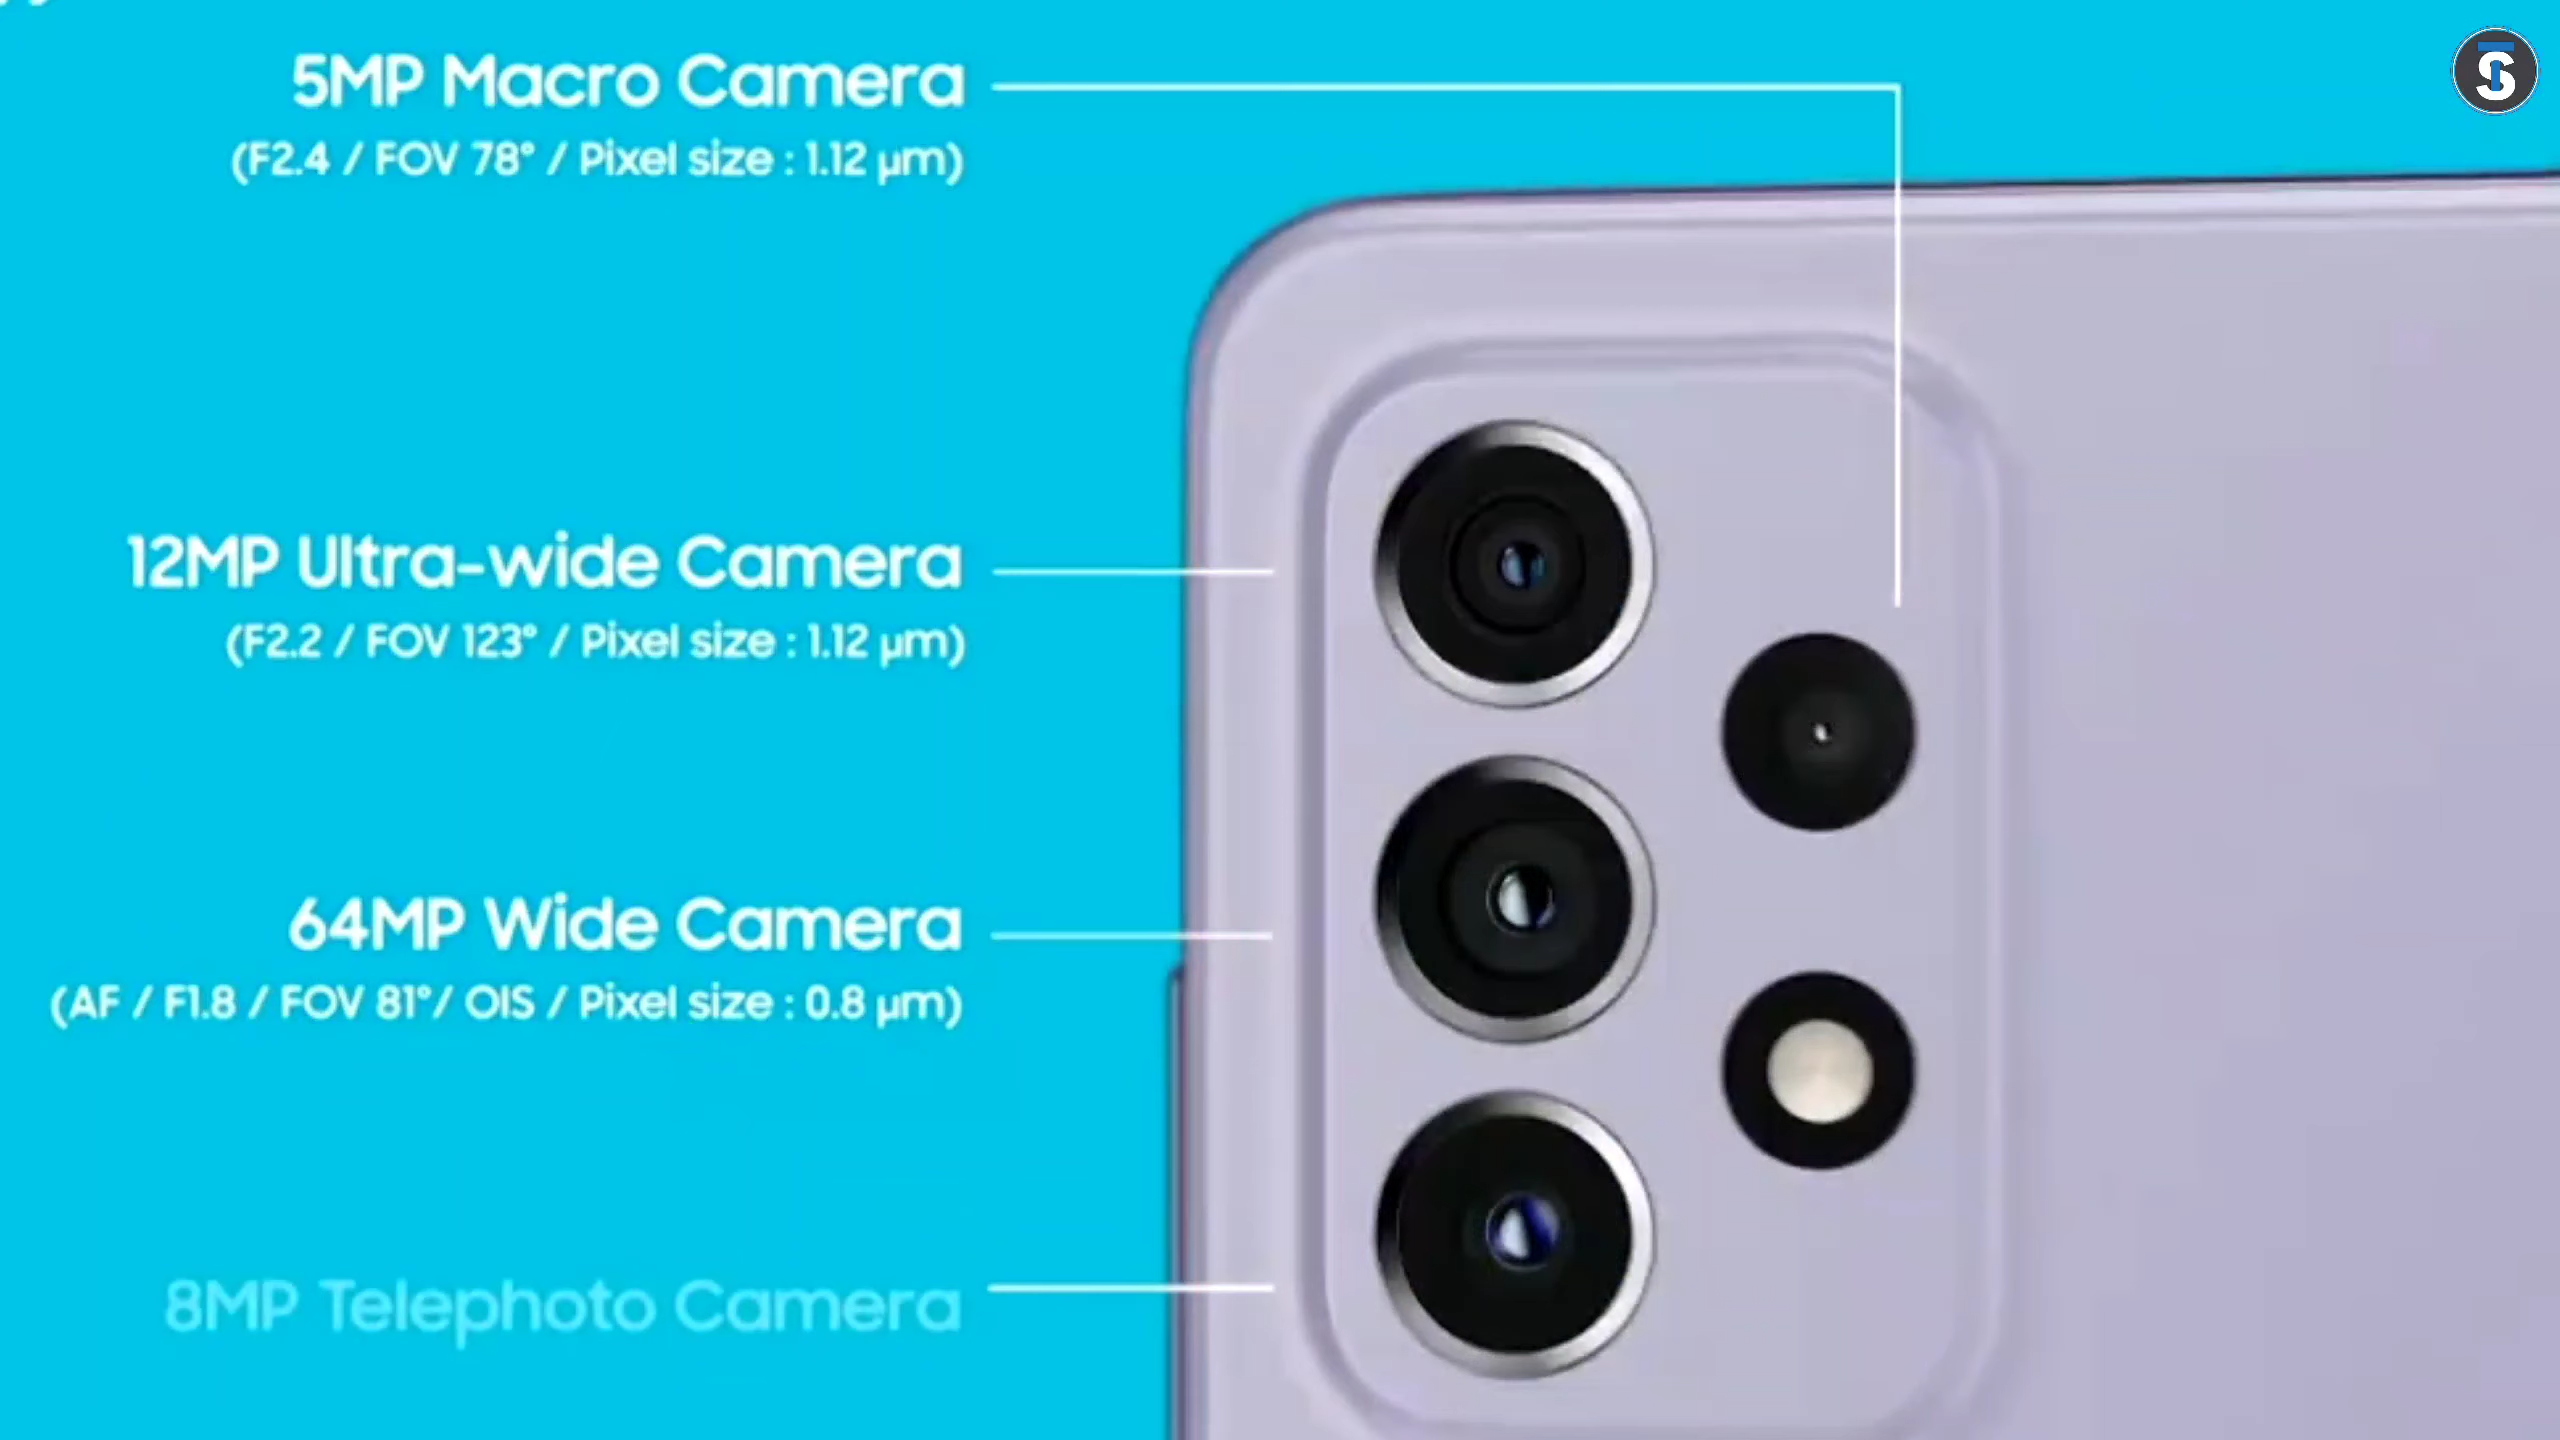 5MP Macro Camera
(F2.4 / FOV 78° / Pixel size : 1.12 µm)
12MP Ultra-wide Camera
(F2.2 / FOV 123° / Pixel size : 1.12 µm)
64MP Wide Camera
(AF / F1.8 / FOV 81°/ OIS / Pixel size : 0.8 µm)
8MP Telephoto Camera